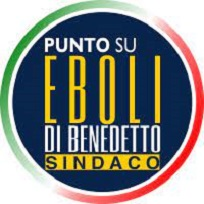 PUNTO SU
EBOLI
DI BENEDETTO
SINDACO